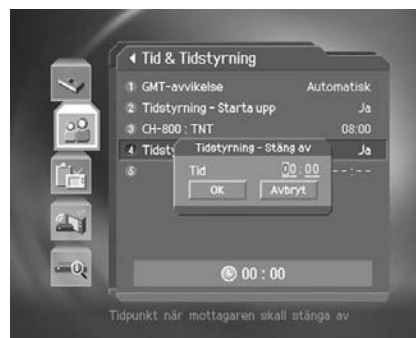 Tid & Tidstyrning
1 GMT-avvikelse Automatisk
2 Tidstyrning - Starta upp Ja
3 CH-800 : TNT 08:00
4 Tidst Ja
5 --:--
Tidstyrning - Stäng av
Tid 00:00
OK Avbryt
00 : 00
Tidpunkt när mottagaren skall stänga av